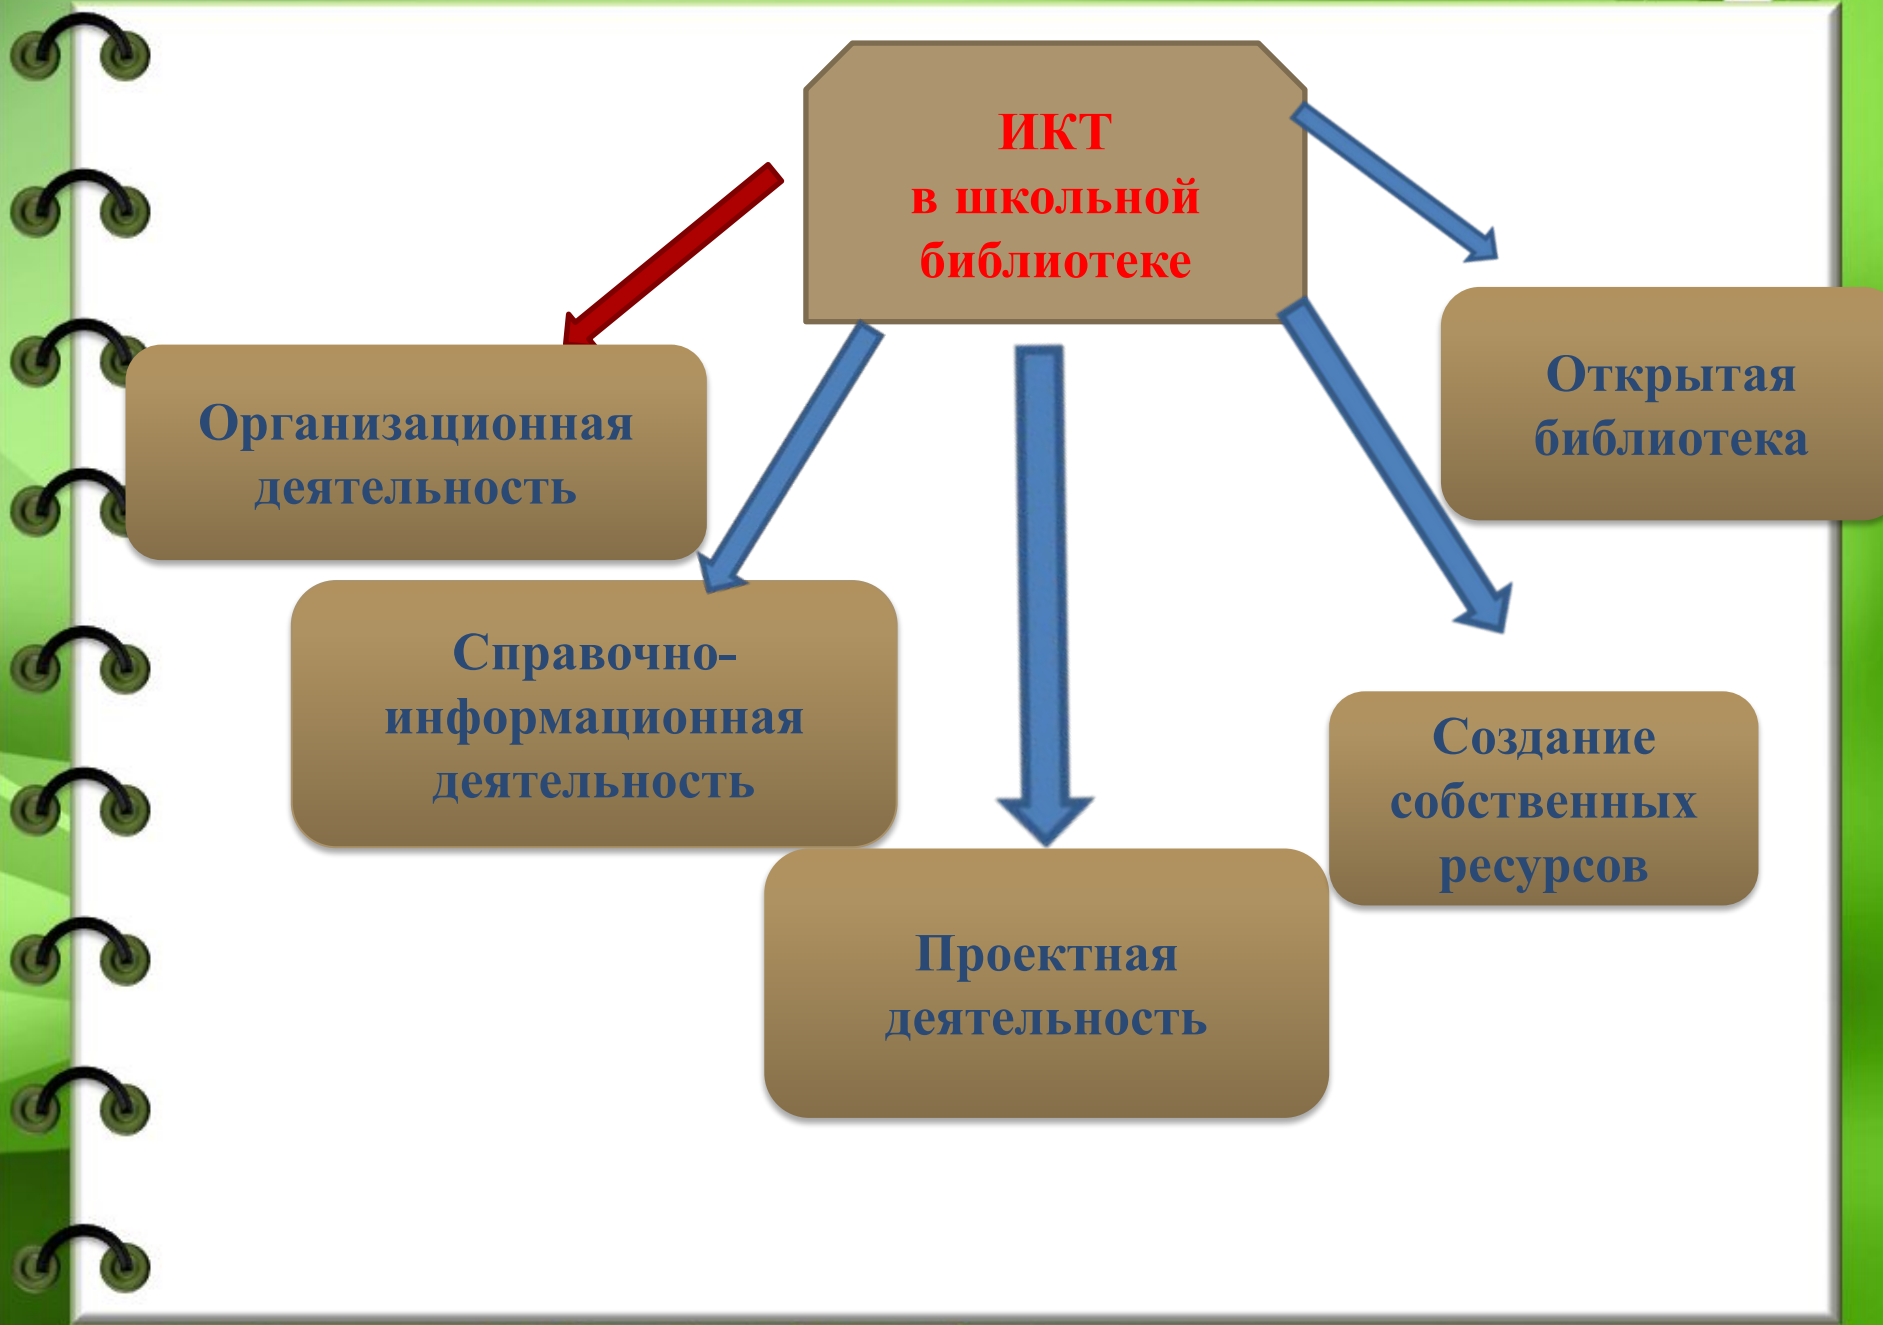 ИКТ
в школьной
библиотеке
Открытая
библиотека
Организационная
деятельность
Справочно-
информационная
деятельность
Создание
собственных
ресурсов
Проектная
деятельность